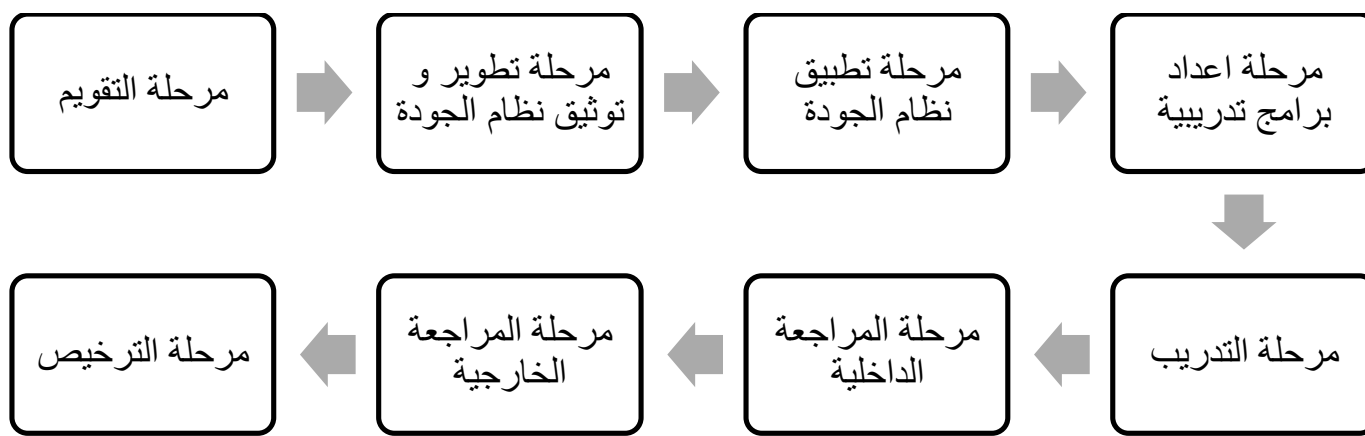 مرحلة التقويم
مرحلة تطوير و
توثيق نظام الجودة
مرحلة تطبيق
نظام الجودة
مرحلة اعداد
برامج تدريبية
مرحلة التدريب
مرحلة المراجعة
الداخلية
مرحلة المراجعة
الخارجية
مرحلة الترخيص